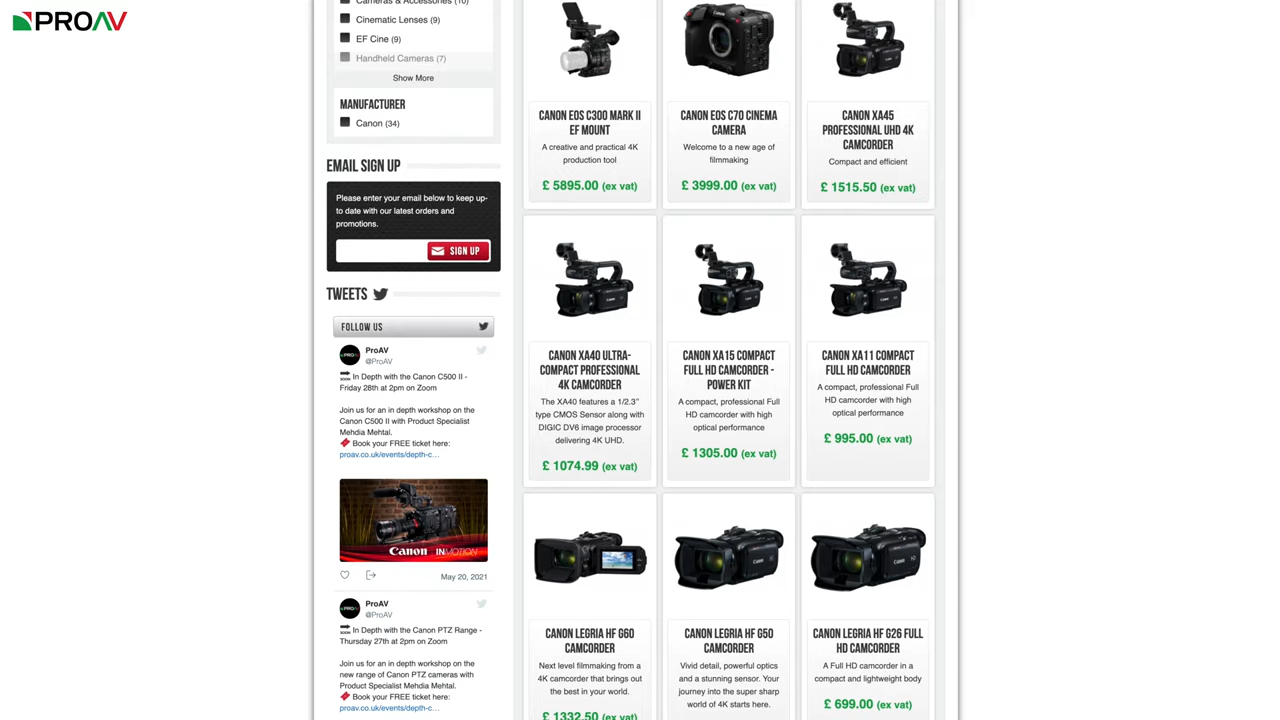 PROAV
Cameras & Accessories (10)
Cinematic Lenses (9)
EF Cine (9)
Handheld Cameras (7)
Show More
MANUFACTURER
Canon (34)
EMAIL SIGN UP
Please enter your email below to keep up-
to date with our latest orders and
promotions.
SIGN UP
TWEETS
FOLLOW US
ProAV
@ProAV
SOON In Depth with the Canon C500 II -
Friday 28th at 2pm on Zoom
Join us for an in depth workshop on the
Canon C500 II with Product Specialist
Mehdia Mehtal.
Book your FREE ticket here:
proav.co.uk/events/depth-c…
Canon INMOTION
May 20, 2021
ProAV
@ProAV
SOON In Depth with the Canon PTZ Range -
Thursday 27th at 2pm on Zoom
Join us for an in depth workshop on the
new range of Canon PTZ cameras with
Product Specialist Mehdia Mehtal.
Book your FREE ticket here:
proav.co.uk/events/depth-c…
CANON EOS C300 MARK II
EF MOUNT
A creative and practical 4K
production tool
£ 5895.00 (ex vat)
CANON EOS C70 CINEMA
CAMERA
Welcome to a new age of
filmmaking
£ 3999.00 (ex vat)
CANON XA45
PROFESSIONAL UHD 4K
CAMCORDER
Compact and efficient
£ 1515.50 (ex vat)
CANON XA40 ULTRA-
COMPACT PROFESSIONAL
4K CAMCORDER
The XA40 features a 1/2.3"
type CMOS Sensor along with
DIGIC DV6 image processor
delivering 4K UHD.
£ 1074.99 (ex vat)
CANON XA15 COMPACT
FULL HD CAMCORDER -
POWER KIT
A compact, professional Full
HD camcorder with high
optical performance
£ 1305.00 (ex vat)
CANON XA11 COMPACT
FULL HD CAMCORDER
A compact, professional Full
HD camcorder with high
optical performance
£ 995.00 (ex vat)
CANON LEGRIA HF G60
CAMCORDER
Next level filmmaking from a
4K camcorder that brings out
the best in your world.
£ 1332.50 (ex vat)
CANON LEGRIA HF G50
CAMCORDER
Vivid detail, powerful optics
and a stunning sensor. Your
journey into the super sharp
world of 4K starts here.
CANON LEGRIA HF G26 FULL
HD CAMCORDER
A Full HD camcorder in a
compact and lightweight body
£ 699.00 (ex vat)